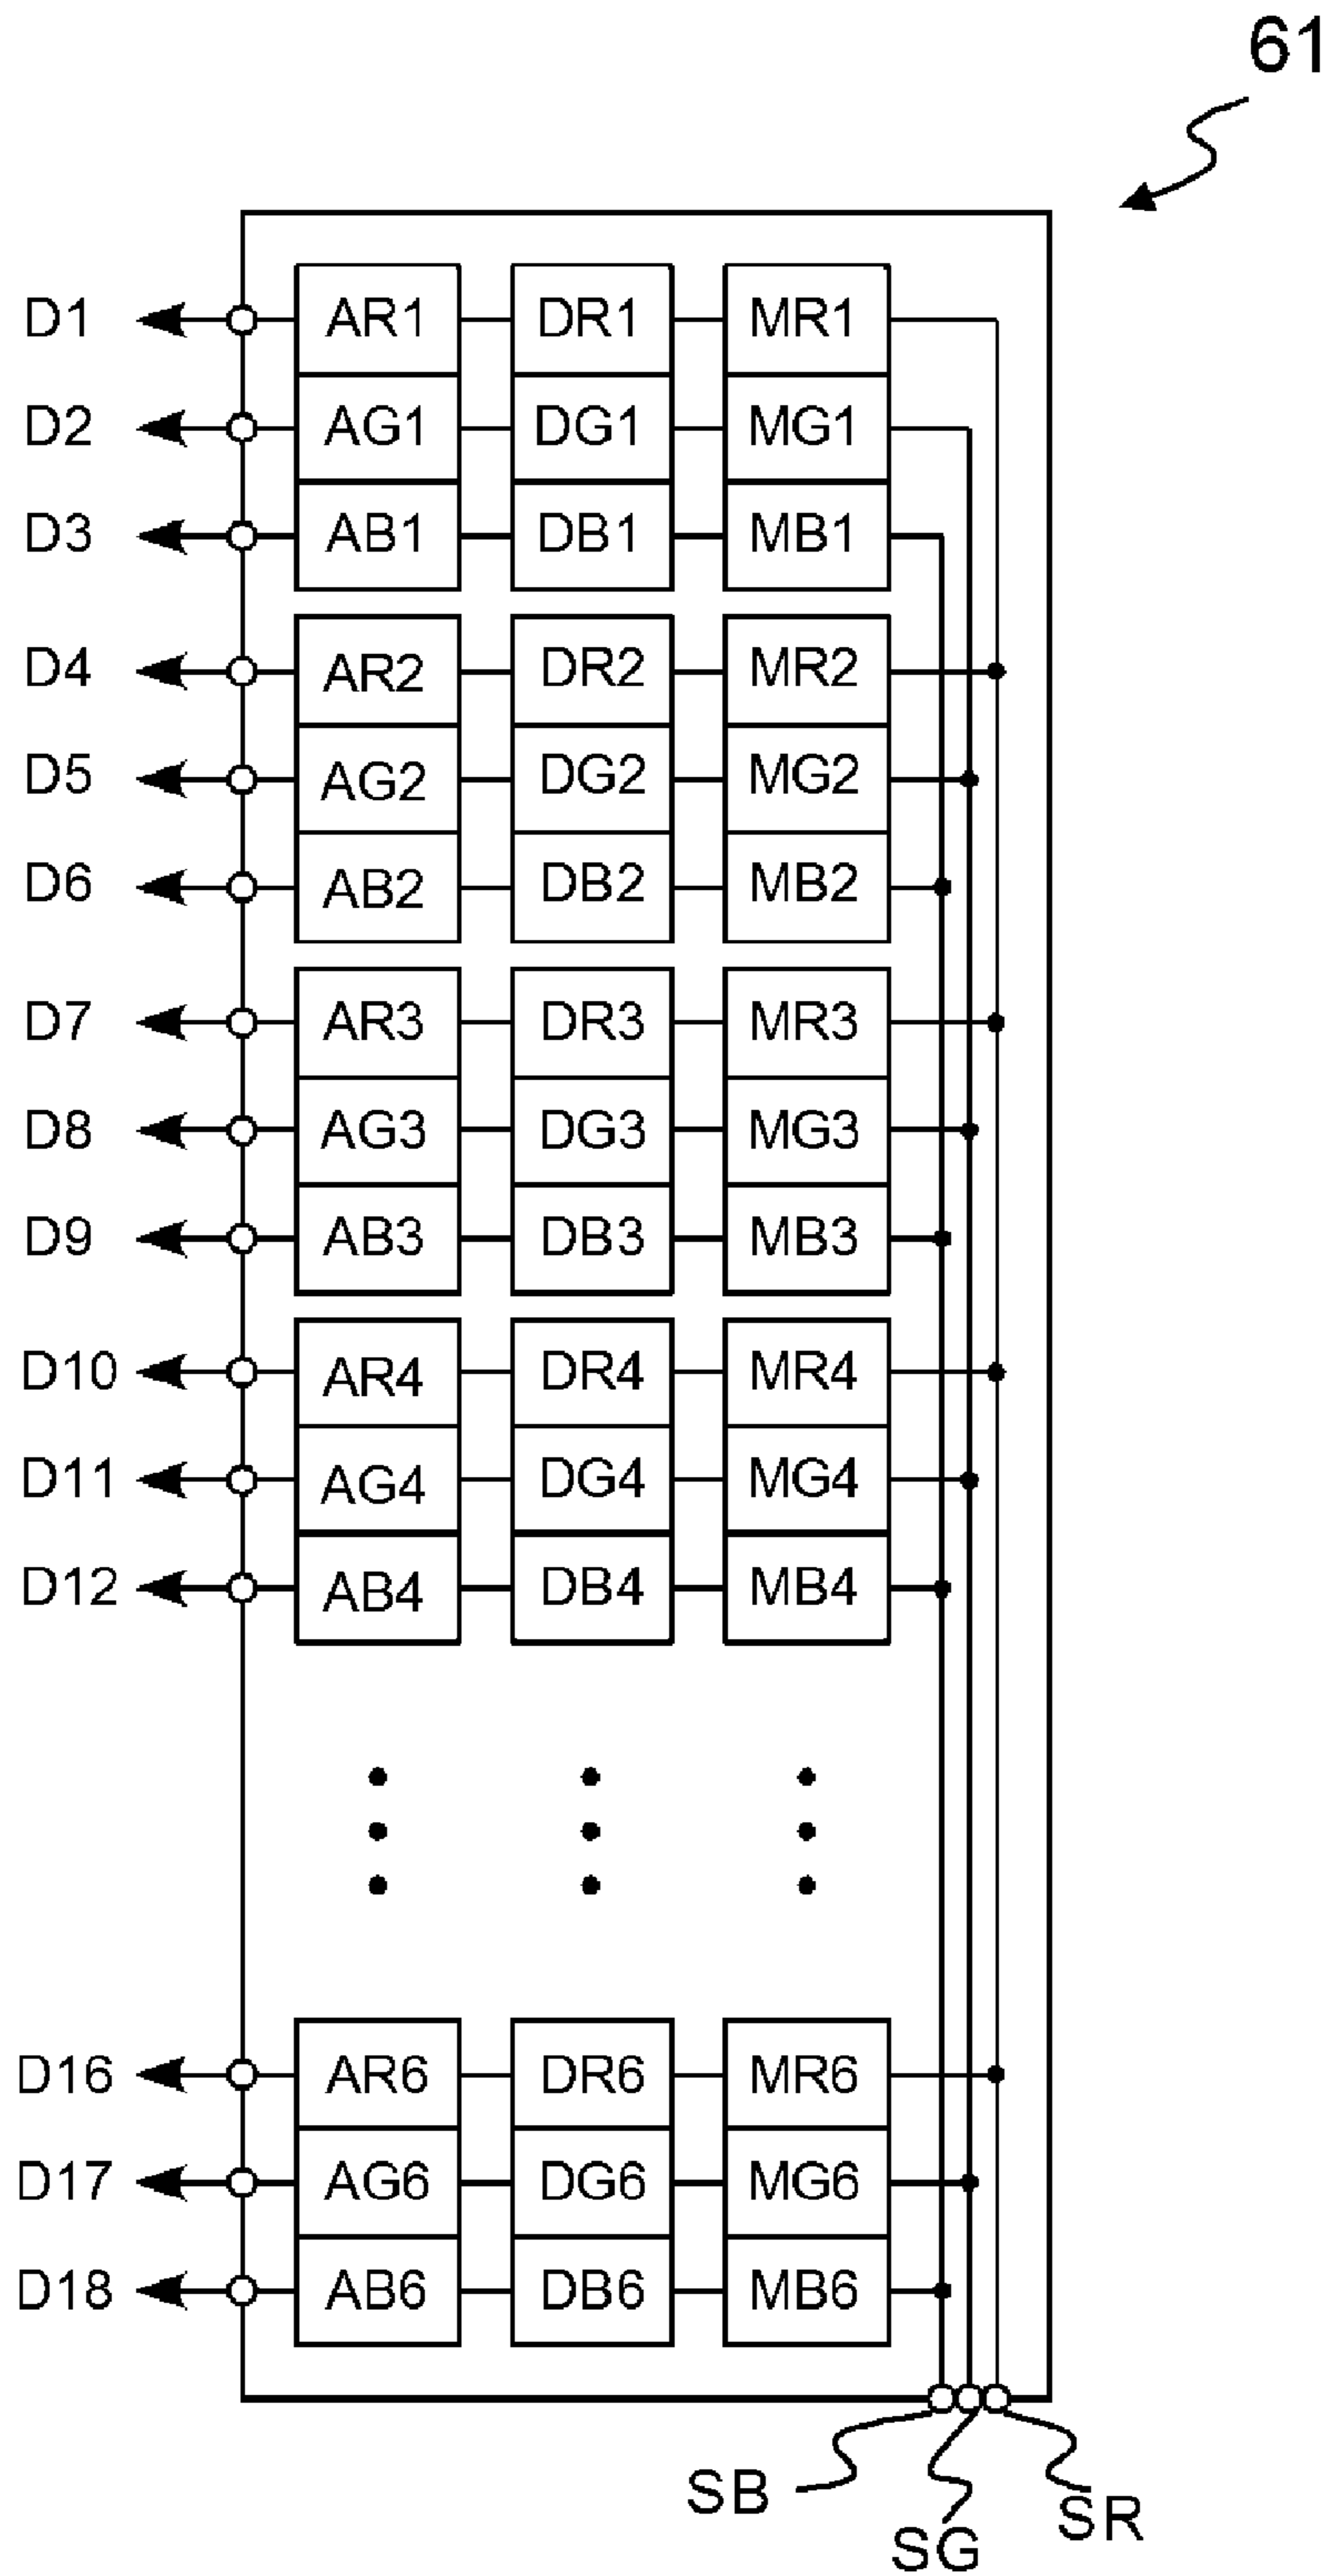 61
D1 AR1 DR1 MR1
D2 AG1 DG1 MG1
D3 AB1 DB1 MB1
D4 AR2 DR2 MR2
D5 AG2 DG2 MG2
D6 AB2 DB2 MB2
D7 AR3 DR3 MR3
D8 AG3 DG3 MG3
D9 AB3 DB3 MB3
D10 AR4 DR4 MR4
D11 AG4 DG4 MG4
D12 AB4 DB4 MB4
D16 AR6 DR6 MR6
D17 AG6 DG6 MG6
D18 AB6 DB6 MB6
SB SG SR